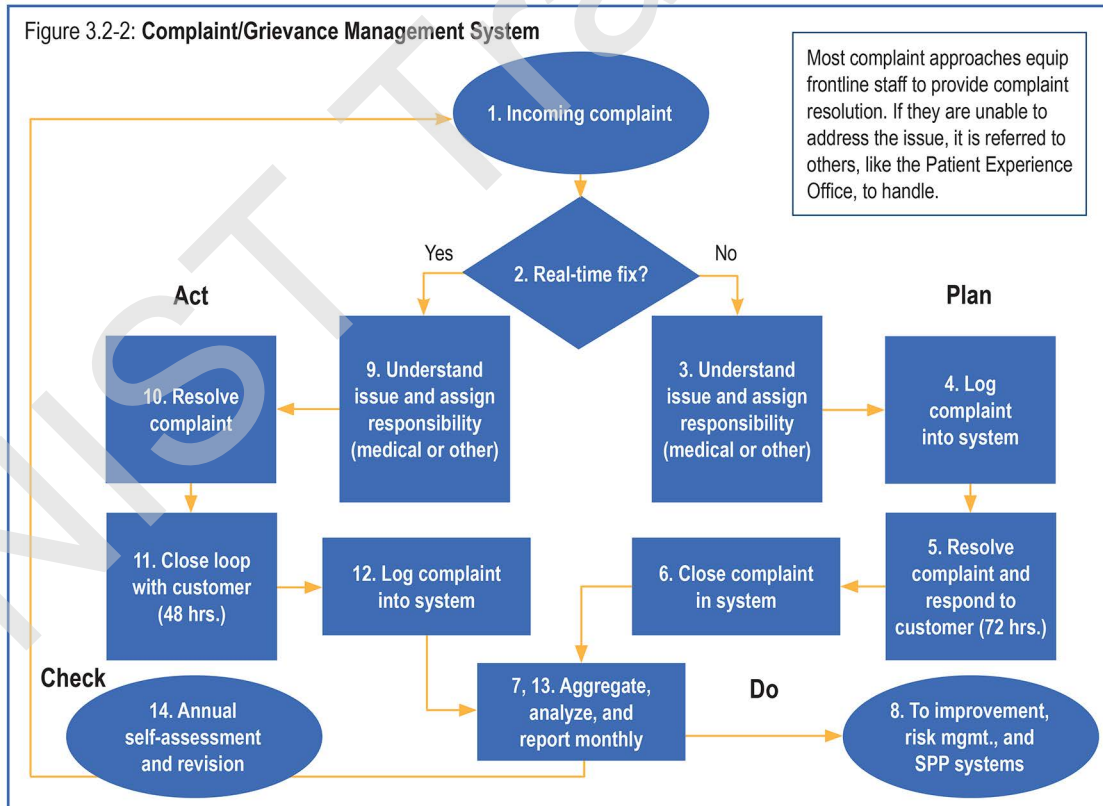 Figure 3.2-2: Complaint/Grievance Management System
Most complaint approaches equip
frontline staff to provide complaint
resolution. If they are unable to
address the issue, it is referred to
others, like the Patient Experience
Office, to handle.
1. Incoming complaint
Yes
2. Real-time fix?
No
Act
Plan
10. Resolve
complaint
9. Understand
issue and assign
responsibility
(medical or other)
3. Understand
issue and assign
responsibility
(medical or other)
4. Log
complaint
into system
11. Close loop
with customer
(48 hrs.)
12. Log complaint
into system
6. Close complaint
in system
5. Resolve
complaint and
respond to
customer (72 hrs.)
Check
14. Annual
self-assessment
and revision
7, 13. Aggregate,
analyze, and
report monthly
Do
8. To improvement,
risk mgmt., and
SPP systems
NIST Tra